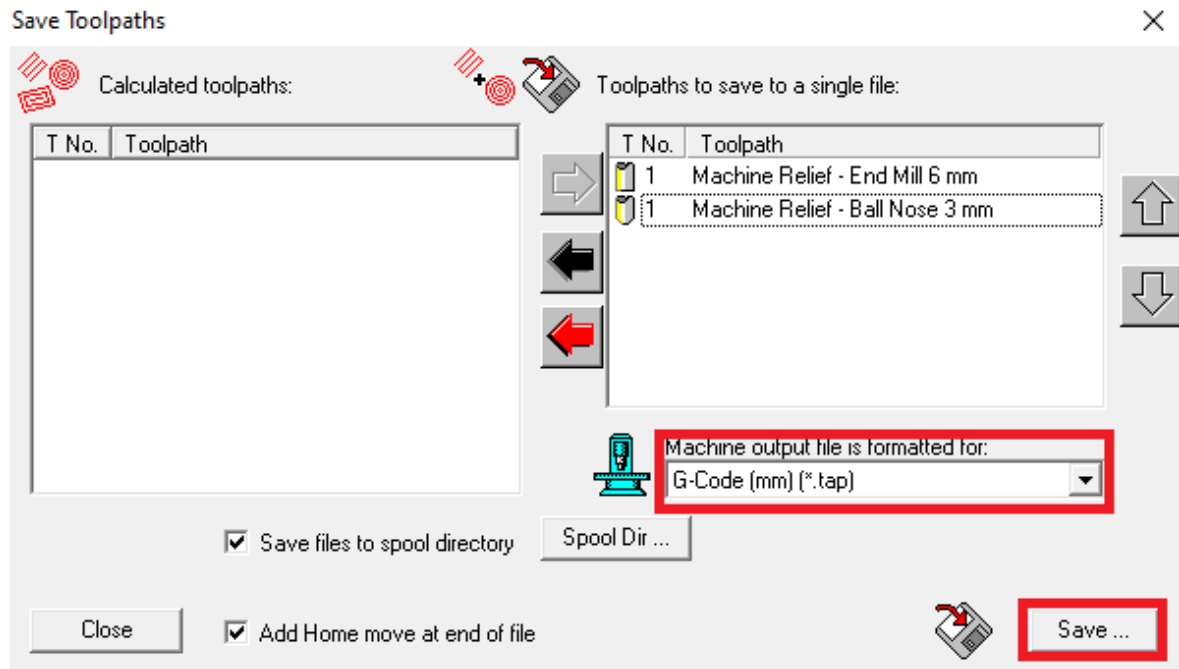 Save Toolpaths
Calculated toolpaths:
T No. Toolpath
Toolpaths to save to a single file:
T No. Toolpath
1 Machine Relief - End Mill 6 mm
1 Machine Relief - Ball Nose 3 mm
Machine output file is formatted for:
G-Code (mm) (*.tap)
Save files to spool directory
Spool Dir ...
Close
Add Home move at end of file
Save ...